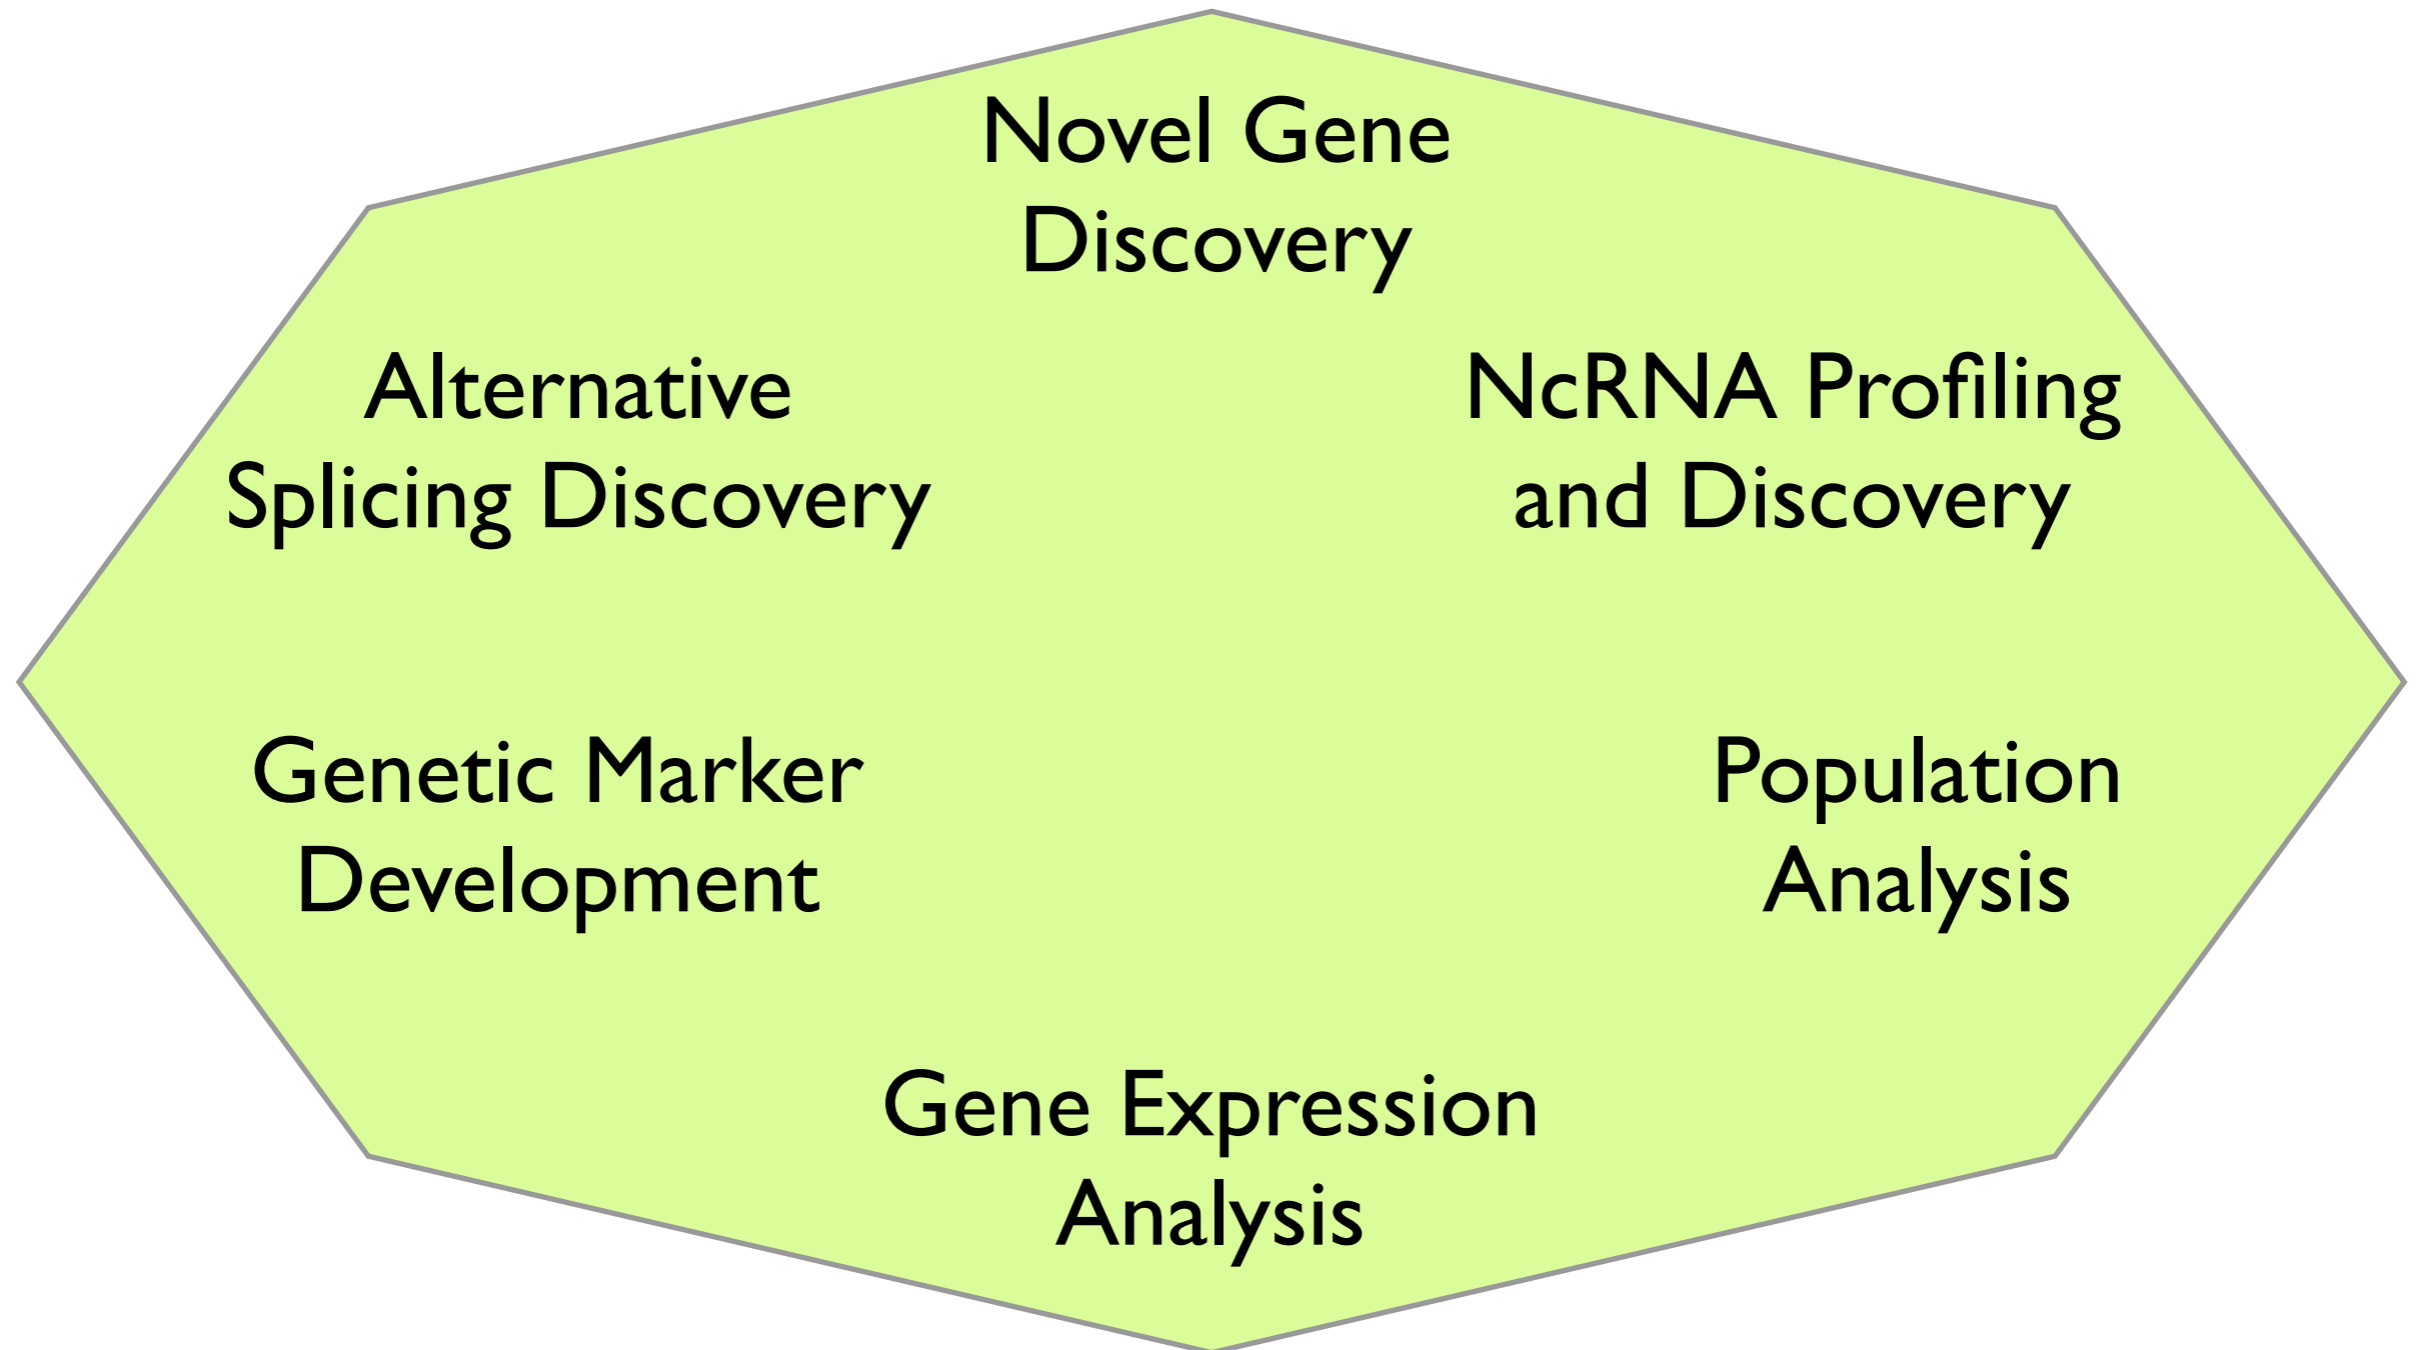 Novel Gene
Discovery
Alternative
Splicing Discovery
NcRNA Profiling
and Discovery
Genetic Marker
Development
Population
Analysis
Gene Expression
Analysis